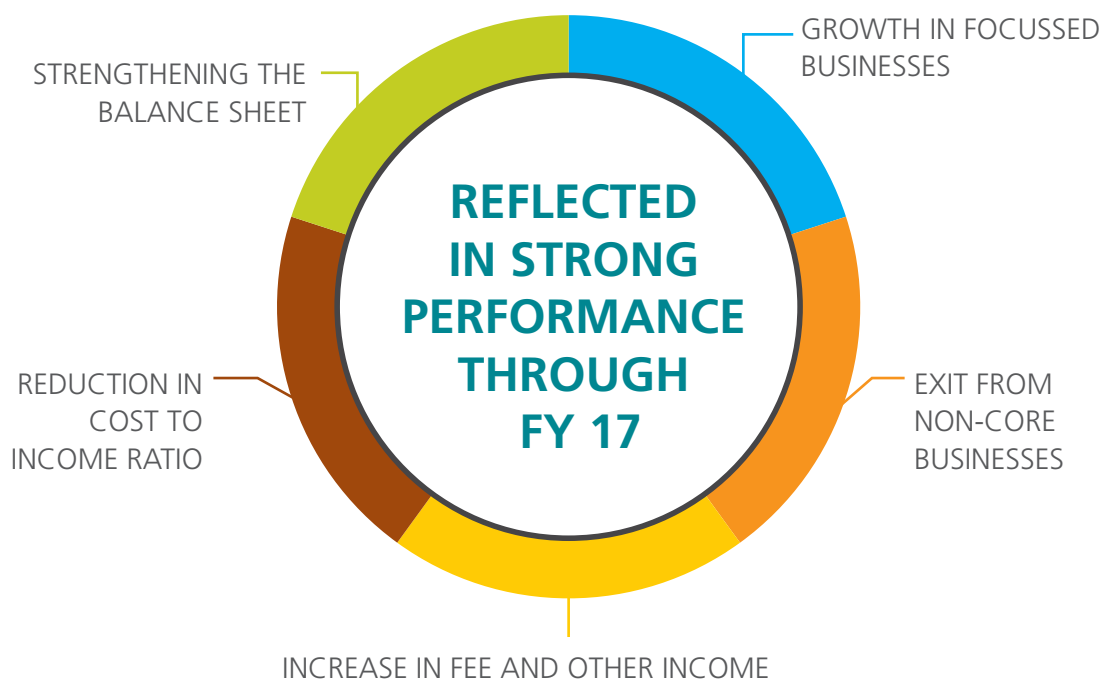 GROWTH IN FOCUSSED
BUSINESSES
STRENGTHENING THE
BALANCE SHEET
REFLECTED
IN STRONG
PERFORMANCE
THROUGH
FY 17
REDUCTION IN
COST TO
INCOME RATIO
EXIT FROM
NON-CORE
BUSINESSES
INCREASE IN FEE AND OTHER INCOME